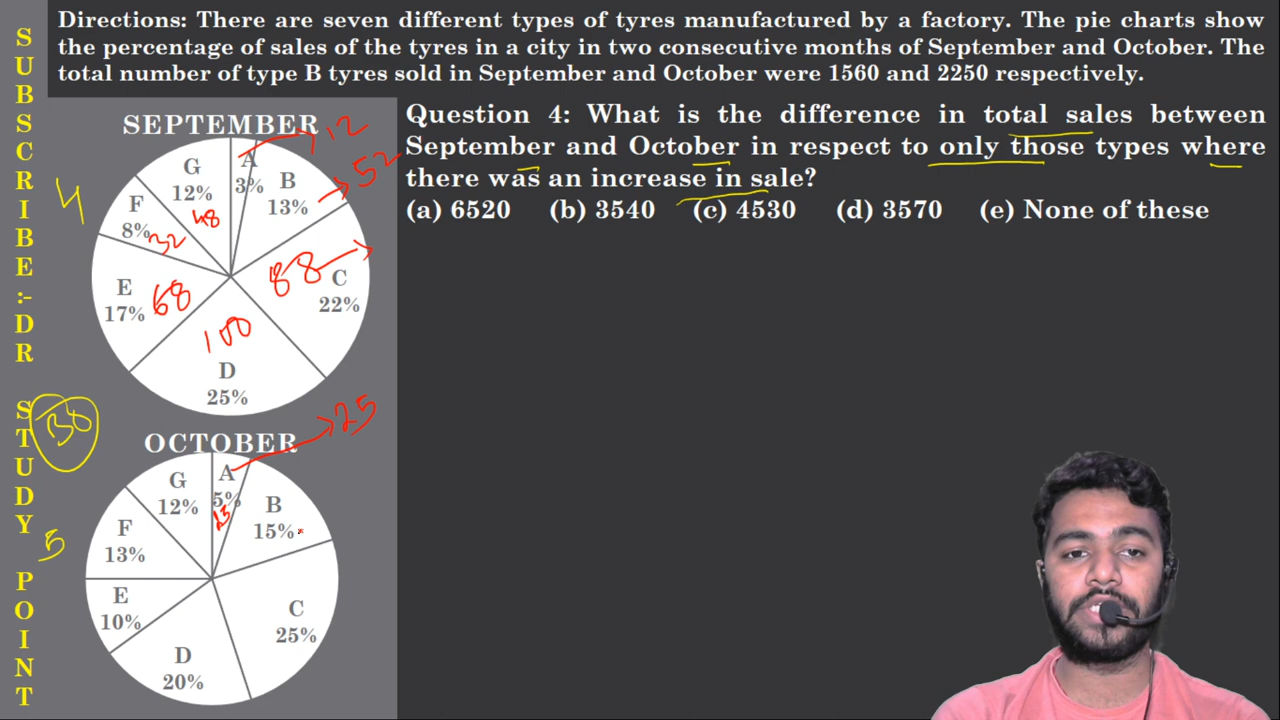 SUBSCRIBE:-DR STUDY POINT
Directions: There are seven different types of tyres manufactured by a factory. The pie charts show
the percentage of sales of the tyres in a city in two consecutive months of September and October. The
total number of type B tyres sold in September and October were 1560 and 2250 respectively.
SEPTEMBER
A
3%
12
B
13%
52
C
22%
88
D
25%
100
E
17%
68
F
8%
32
G
12%
48
4
30
OCTOBER
A
5%
25
13
B
15%
C
25%
D
20%
E
10%
F
13%
G
12%
5
Question 4: What is the difference in total sales between
September and October in respect to only those types where
there was an increase in sale?
(a) 6520 (b) 3540 (c) 4530 (d) 3570 (e) None of these